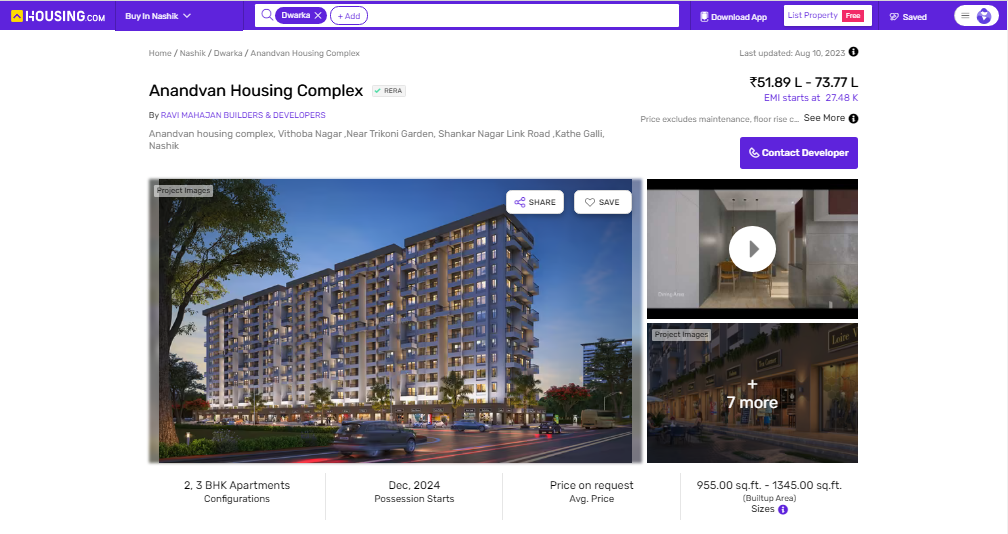 HOUSING.COM
Buy In Nashik
Dwarka
+ Add
Download App
List Property Free
Saved
Home / Nashik / Dwarka / Anandvan Housing Complex
Last updated: Aug 10, 2023
Anandvan Housing Complex
RERA
₹51.89 L - 73.77 L
EMI starts at 27.48 K
By RAVI MAHAJAN BUILDERS & DEVELOPERS
Price excludes maintenance, floor rise c... See More
Anandvan housing complex, Vithoba Nagar ,Near Trikoni Garden, Shankar Nagar Link Road ,Kathe Galli,
Nashik
Contact Developer
Project Images
SHARE
SAVE
Dining Area
Project Images
+
7 more
2, 3 BHK Apartments
Configurations
Dec, 2024
Possession Starts
Price on request
Avg. Price
955.00 sq.ft. - 1345.00 sq.ft.
(Builtup Area)
Sizes